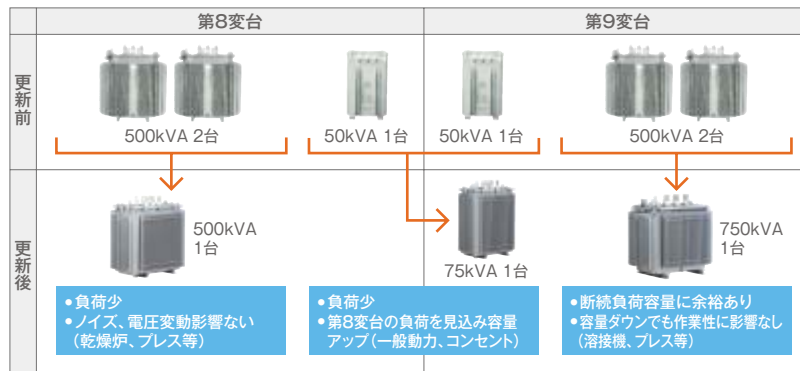 第8変台
第9変台
更新前
500kVA 2台
50kVA 1台
50kVA 1台
500kVA 2台
更新後
500kVA
1台
75kVA 1台
750kVA
1台
●負荷少
●ノイズ、電圧変動影響ない
（乾燥炉、プレス等）
●負荷少
●第8変台の負荷を見込み容量
アップ（一般動力、コンセント）
●断続負荷容量に余裕あり
●容量ダウンでも作業性に影響なし
（溶接機、プレス等）